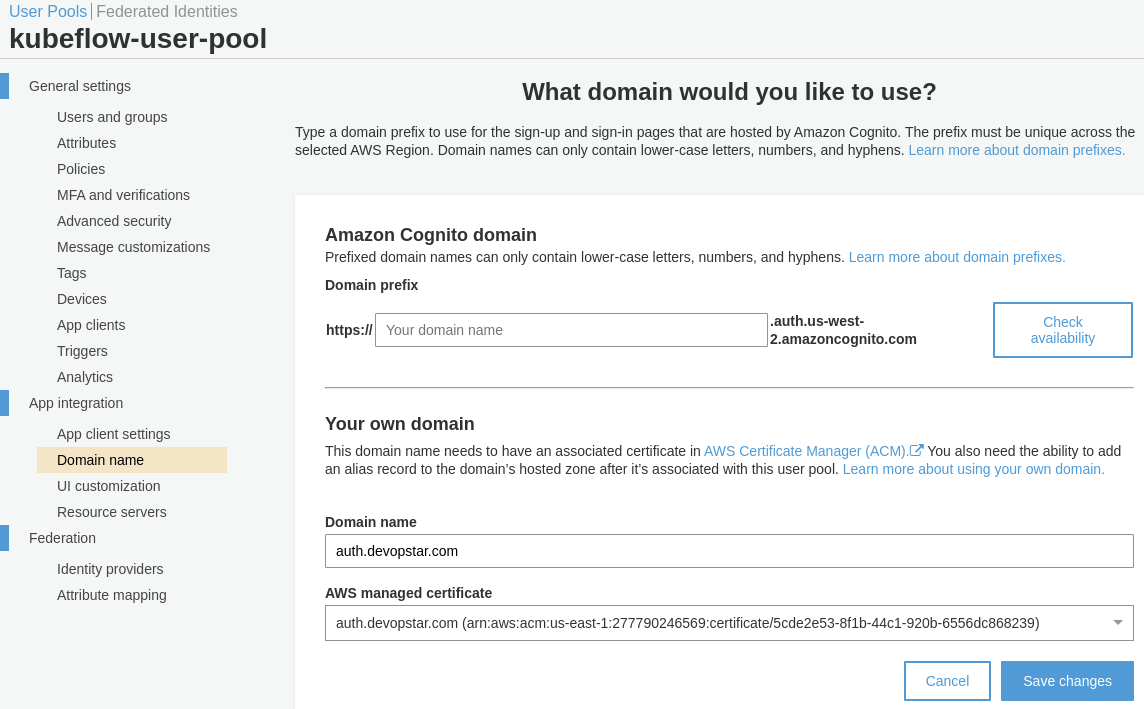 User Pools | Federated Identities
kubeflow-user-pool
General settings
Users and groups
Attributes
Policies
MFA and verifications
Advanced security
Message customizations
Tags
Devices
App clients
Triggers
Analytics
App integration
App client settings
Domain name
UI customization
Resource servers
Federation
Identity providers
Attribute mapping
What domain would you like to use?
Type a domain prefix to use for the sign-up and sign-in pages that are hosted by Amazon Cognito. The prefix must be unique across the
selected AWS Region. Domain names can only contain lower-case letters, numbers, and hyphens. Learn more about domain prefixes.
Amazon Cognito domain
Prefixed domain names can only contain lower-case letters, numbers, and hyphens. Learn more about domain prefixes.
Domain prefix
https://
Your domain name
.auth.us-west-
2.amazoncognito.com
Check
availability
Your own domain
This domain name needs to have an associated certificate in AWS Certificate Manager (ACM). You also need the ability to add
an alias record to the domain’s hosted zone after it’s associated with this user pool. Learn more about using your own domain.
Domain name
auth.devopstar.com
AWS managed certificate
auth.devopstar.com (arn:aws:acm:us-east-1:277790246569:certificate/5cde2e53-8f1b-44c1-920b-6556dc868239)
Cancel
Save changes